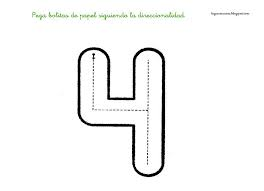 Pega bolitas de papel siguiendo la direccionalidad.
4